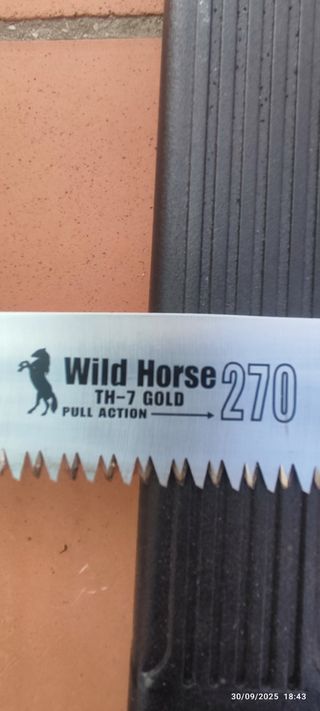 Wild Horse 270
TH-7 GOLD
PULL ACTION
30/09/2025 18:43